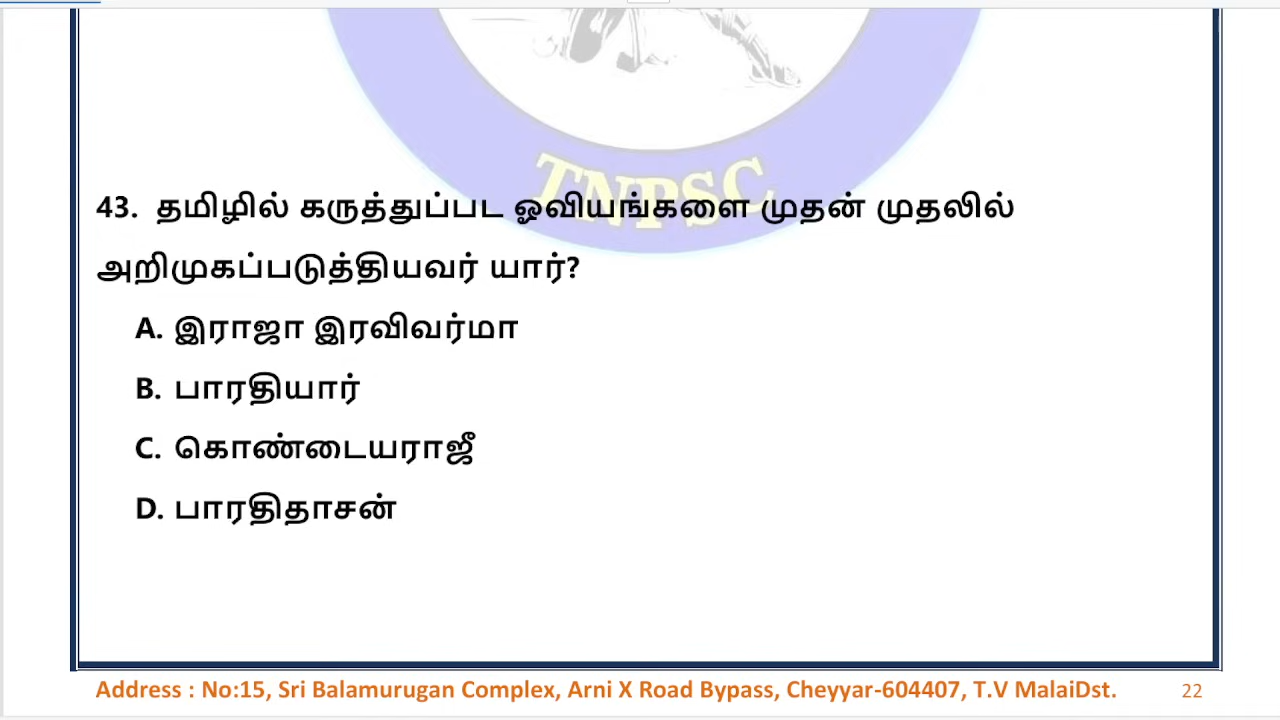 TNPSC
43. தமிழில் கருத்துப்பட ஓவியங்களை முதன் முதலில்
அறிமுகப்படுத்தியவர் யார்?
A. இராஜா இரவிவர்மா
B. பாரதியார்
C. கொண்டையராஜீ
D. பாரதிதாசன்
Address : No:15, Sri Balamurugan Complex, Arni X Road Bypass, Cheyyar-604407, T.V MalaiDst.
22